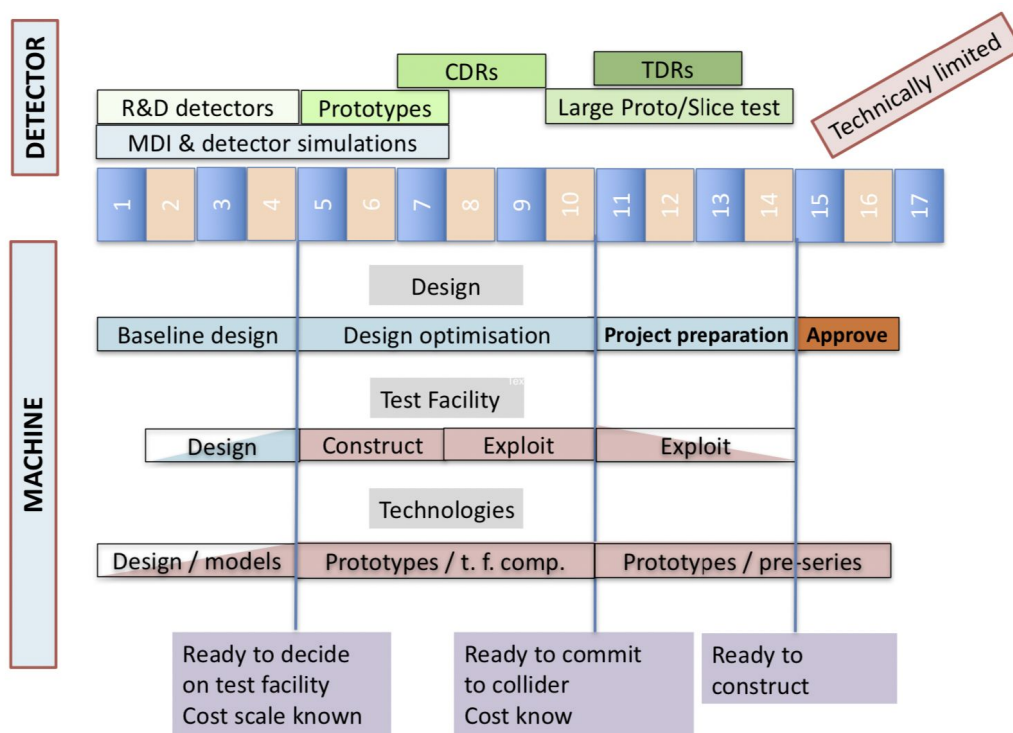 DETECTOR
Technically limited
CDRs
TDRs
R&D detectors
Prototypes
Large Proto/Slice test
MDI & detector simulations
1 2 3 4 5 6 7 8 9 10 11 12 13 14 15 16 17
MACHINE
Design
Baseline design
Design optimisation
Project preparation
Approve
Tex
Test Facility
Design
Construct
Exploit
Exploit
Technologies
Design / models
Prototypes / t. f. comp.
Prototypes / pre-series
Ready to decide
on test facility
Cost scale known
Ready to commit
to collider
Cost know
Ready to
construct